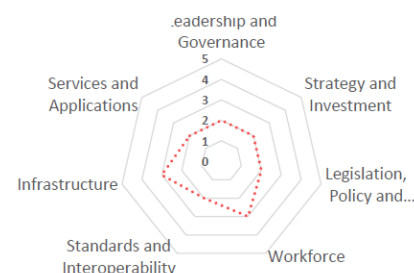 Leadership and
Governance
5
4
3
2
1
0
Strategy and
Investment
Legislation,
Policy and...
Workforce
Standards and
Interoperability
Infrastructure
Services and
Applications